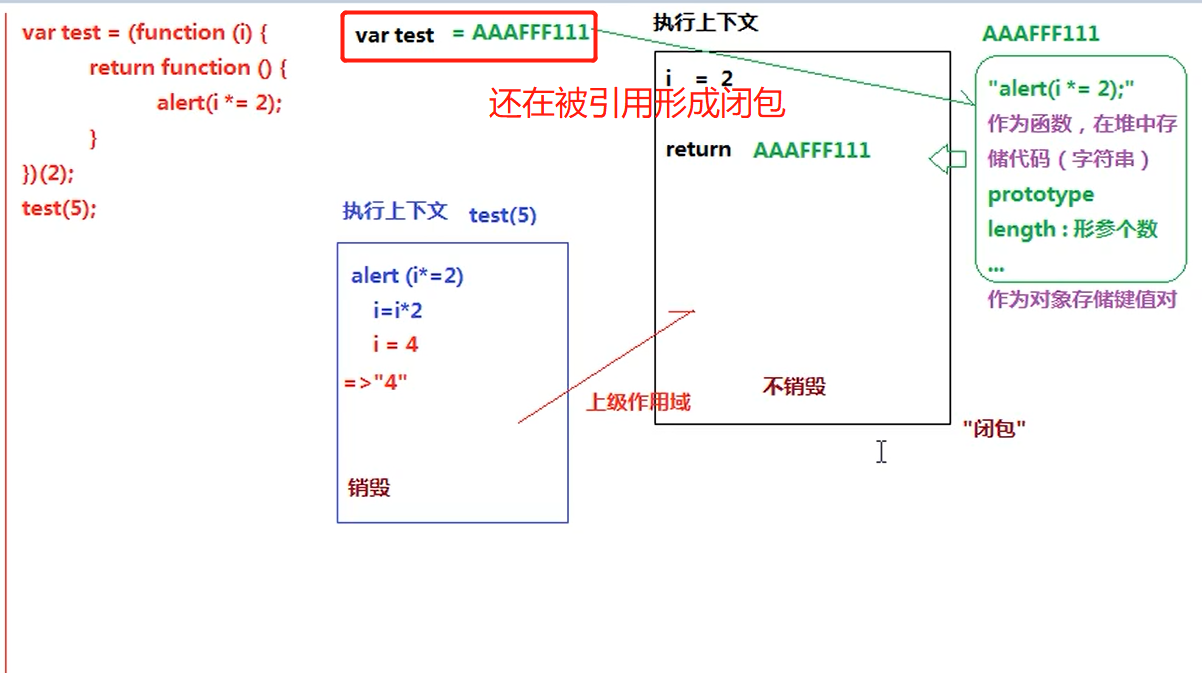 var test = (function (i) {
return function () {
alert(i *= 2);
}
})(2);
test(5);
var test = AAAFFF111
执行上下文
i = 2
还在被引用形成闭包
return AAAFFF111
不销毁
"闭包"
AAAFFF111
"alert(i *= 2);"
作为函数，在堆中存
储代码（字符串）
prototype
length : 形参个数
...
作为对象存储键值对
执行上下文 test(5)
alert (i*=2)
i=i*2
i = 4
=>"4"
销毁
上级作用域